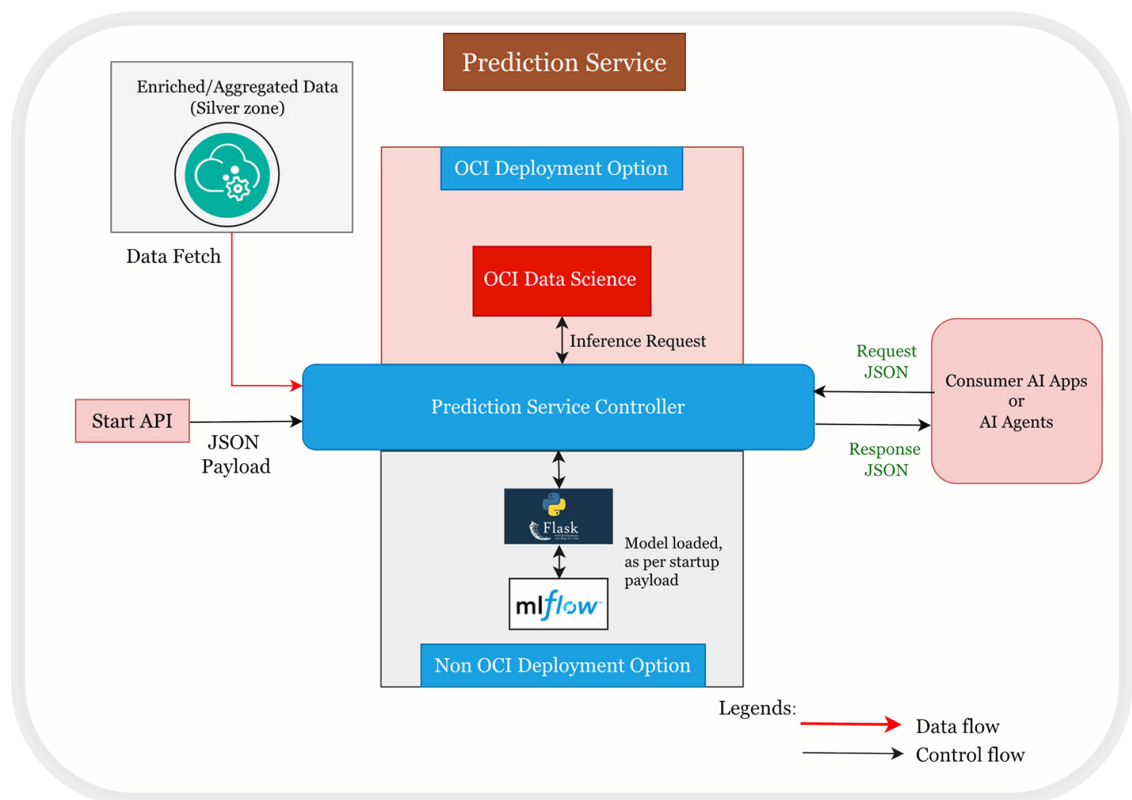 Prediction Service
Enriched/Aggregated Data
(Silver zone)
OCI Deployment Option
Data Fetch
OCI Data Science
Inference Request
Request
JSON
Consumer AI Apps
or
AI Agents
Prediction Service Controller
Start API
JSON
Payload
Response
JSON
Flask
Model loaded,
as per startup
payload
mlflow
Non OCI Deployment Option
Legends:
Data flow
Control flow